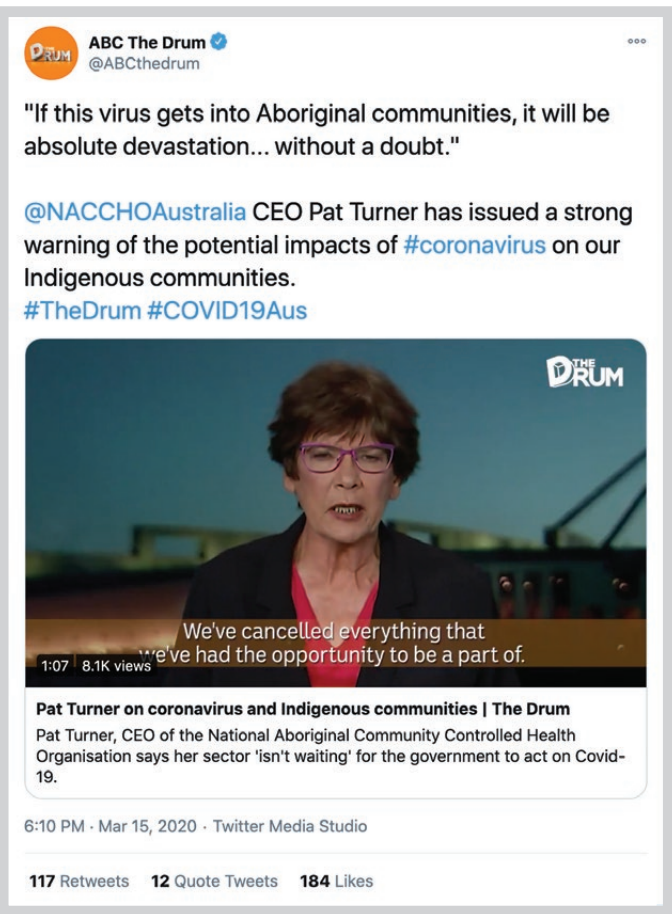 DRUM
ABC The Drum
@ABCthedrum
"If this virus gets into Aboriginal communities, it will be
absolute devastation... without a doubt."
@NACCHOAustralia CEO Pat Turner has issued a strong
warning of the potential impacts of #coronavirus on our
Indigenous communities.
#TheDrum #COVID19Aus
THE
DRUM
We've cancelled everything that
we've had the opportunity to be a part of.
1:07 8.1K views
Pat Turner on coronavirus and Indigenous communities | The Drum
Pat Turner, CEO of the National Aboriginal Community Controlled Health
Organisation says her sector 'isn't waiting' for the government to act on Covid-
19.
6:10 PM · Mar 15, 2020 · Twitter Media Studio
117 Retweets 12 Quote Tweets 184 Likes